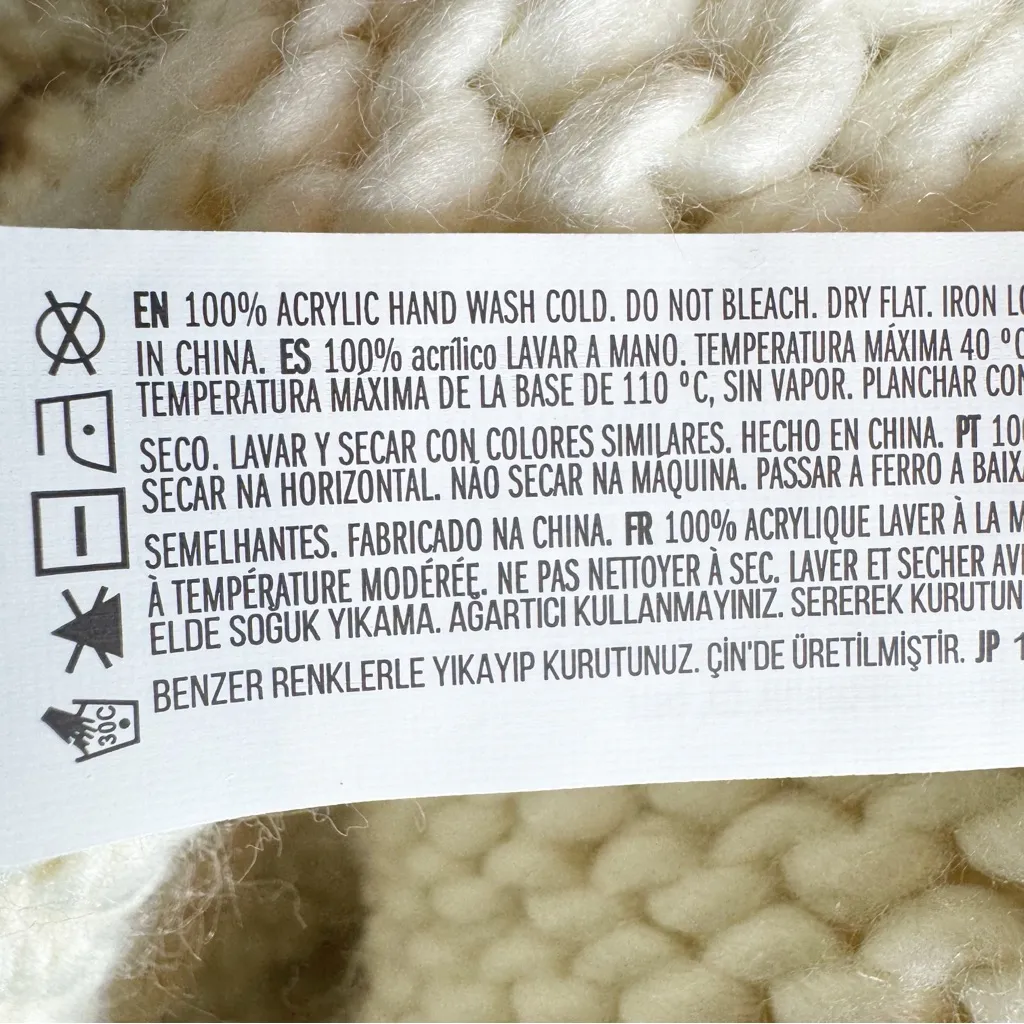 EN 100% ACRYLIC HAND WASH COLD. DO NOT BLEACH. DRY FLAT. IRON
IN CHINA. ES 100% acrílico LAVAR A MANO. TEMPERATURA MÁXIMA 40 ºC
TEMPERATURA MÁXIMA DE LA BASE DE 110 ºC, SIN VAPOR. PLANCHAR CON
SECO. LAVAR Y SECAR CON COLORES SIMILARES. HECHO EN CHINA. PT
SECAR NA HORIZONTAL. NÃO SECAR NA MAQUINA. PASSAR A FERRO A
SEMELHANTES. FABRICADO NA CHINA. FR 100% ACRYLIQUE LAVER À LA
À TEMPÉRATURE MODÉRÉE. NE PAS NETTOYER À SEC. LAVER ET SECHER
ELDE SOĞUK YIKAMA. AĞARTICI KULLANMAYINIZ. SEREREK
BENZER RENKLERLE YIKAYIP KURUTUNUZ. ÇİN'DE ÜRETİLMİŞTİR. JP
30C